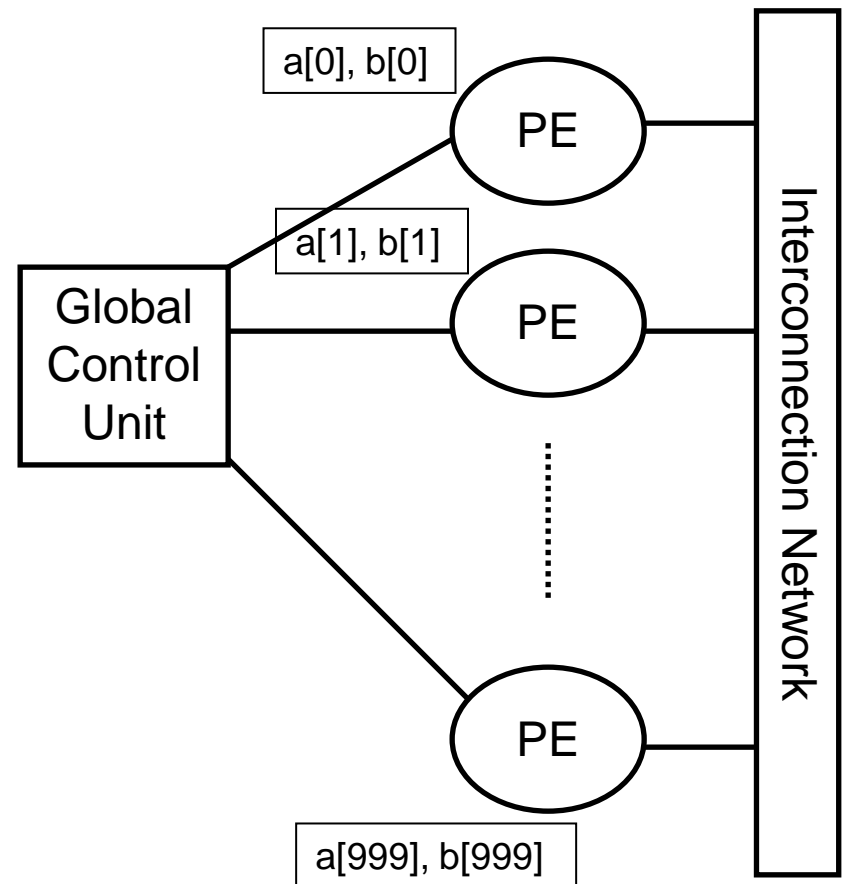 a[0], b[0]
PE
a[1], b[1]
Global
Control
Unit
PE
PE
a[999], b[999]
Interconnection Network